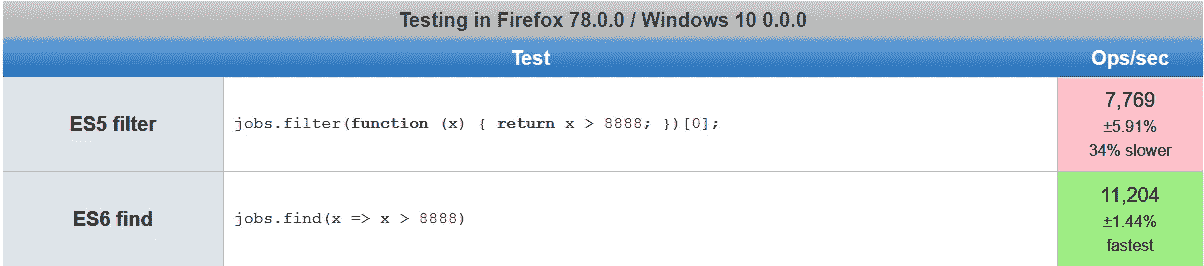 Testing in Firefox 78.0.0 / Windows 10 0.0.0
Test Ops/sec
ES5 filter jobs.filter(function (x) { return x > 8888; })[0]; 7,769
±5.91%
34% slower
ES6 find jobs.find(x => x > 8888) 11,204
±1.44%
fastest